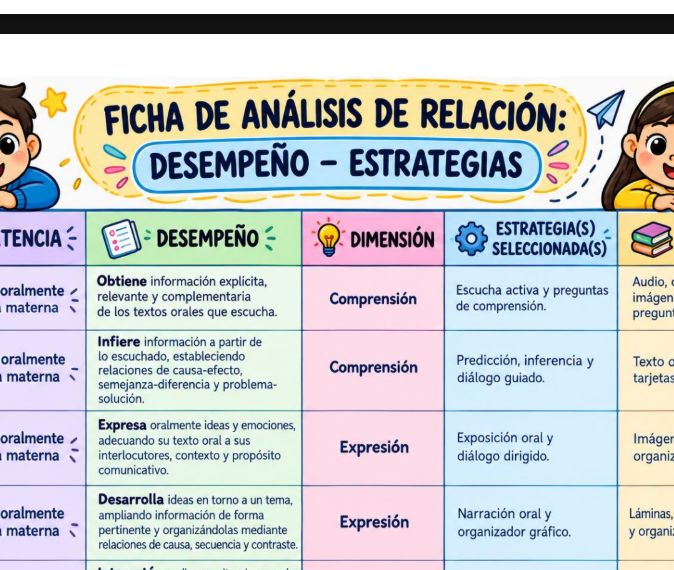 FICHA DE ANÁLISIS DE RELACIÓN:
DESEMPEÑO – ESTRATEGIAS
TENCIA
DESEMPEÑO
DIMENSIÓN
ESTRATEGIA(S)
SELECCIONADA(S)
oralmente
materna
Obtiene información explícita,
relevante y complementaria
de los textos orales que escucha.
Comprensión
Escucha activa y preguntas
de comprensión.
Audio,
imágen
pregunt
oralmente
materna
Infiere información a partir de
lo escuchado, estableciendo
relaciones de causa-efecto,
semejanza-diferencia y problema-
solución.
Comprensión
Predicción, inferencia y
diálogo guiado.
Texto o
tarjetas
oralmente
materna
Expresa oralmente ideas y emociones,
adecuando su texto oral a sus
interlocutores, contexto y propósito
comunicativo.
Expresión
Exposición oral y
diálogo dirigido.
Imágen
organiz
oralmente
materna
Desarrolla ideas en torno a un tema,
ampliando información de forma
pertinente y organizándolas mediante
relaciones de causa, secuencia y contraste.
Expresión
Narración oral y
organizador gráfico.
Láminas,
y organiz